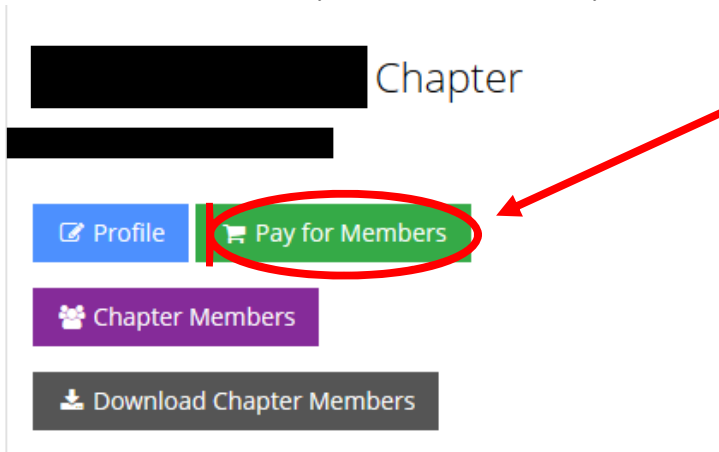 Chapter
Profile
Pay for Members
Chapter Members
Download Chapter Members